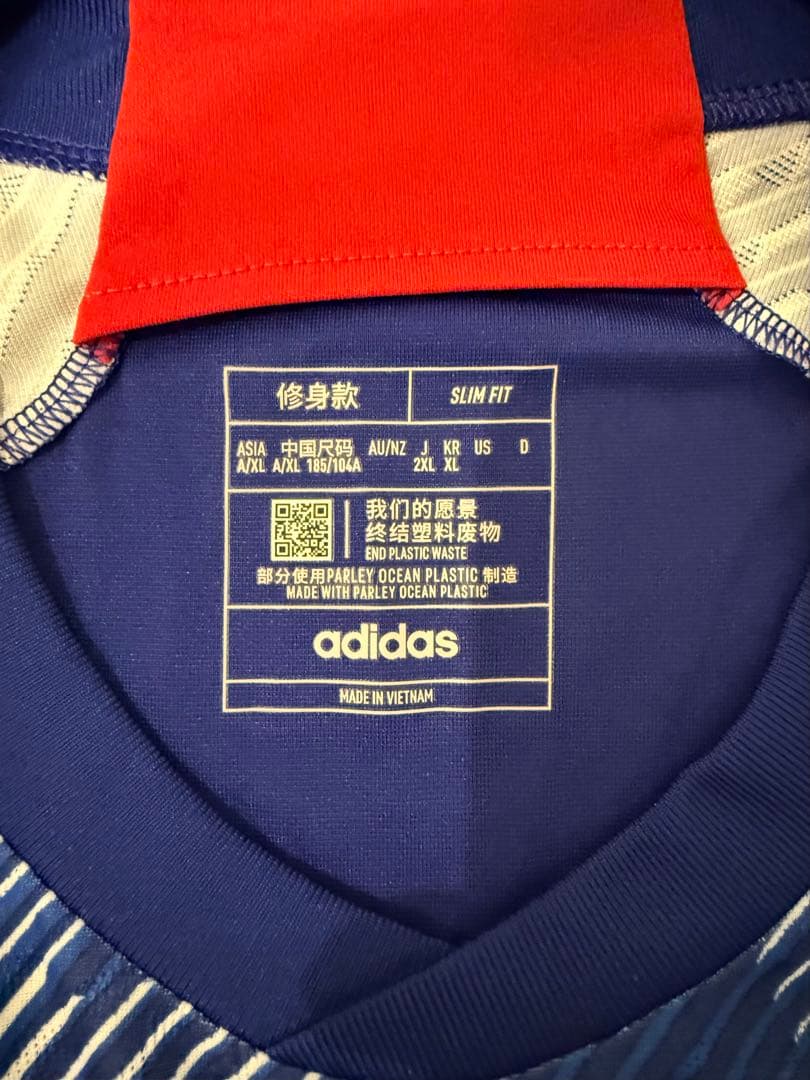 修身款 SLIM FIT
ASIA 中国尺码 AU/NZ J KR US D
A/XL A/XL 185/104A 2XL XL
我们的愿景
终结塑料废物
END PLASTIC WASTE
部分使用PARLEY OCEAN PLASTIC 制造
MADE WITH PARLEY OCEAN PLASTIC
adidas
MADE IN VIETNAM